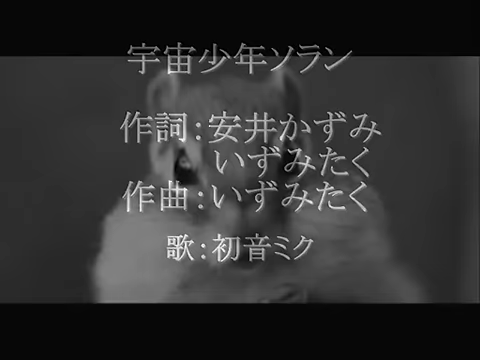 宇宙少年ソラン
作詞：安井かずみ
いずみたく
作曲：いずみたく
歌：初音ミク